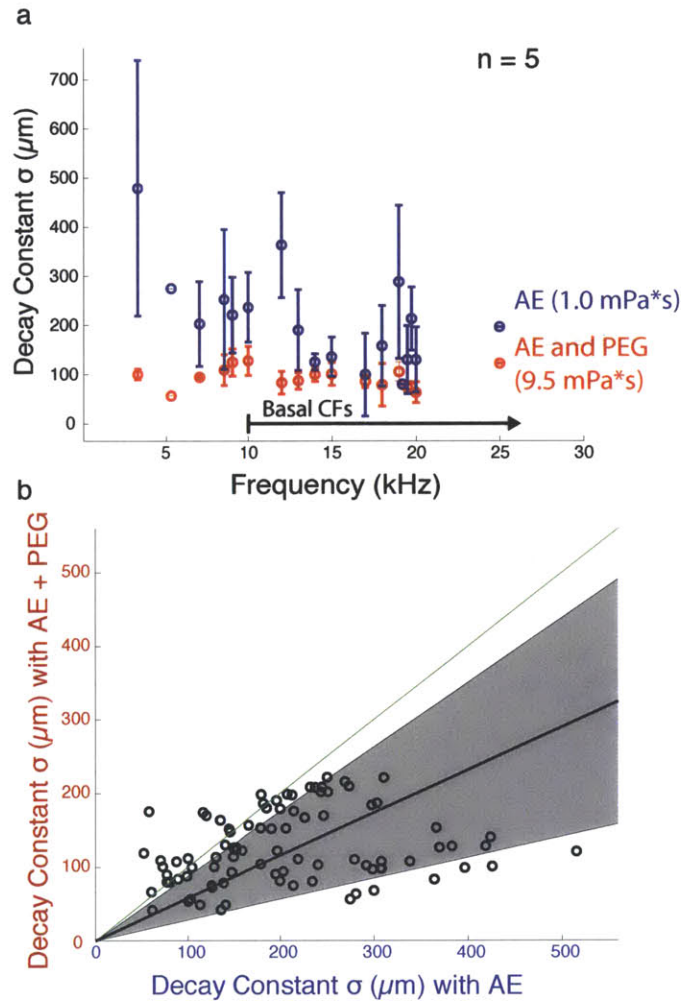 a
n = 5
Decay Constant σ (μm)
700
600
500
400
300
200
100
0
AE (1.0 mPa*s)
AE and PEG
(9.5 mPa*s)
Basal CFs
5
10
15
20
25
30
Frequency (kHz)
b
Decay Constant σ (μm) with AE + PEG
500
400
300
200
100
0
0
100
200
300
400
500
Decay Constant σ (μm) with AE